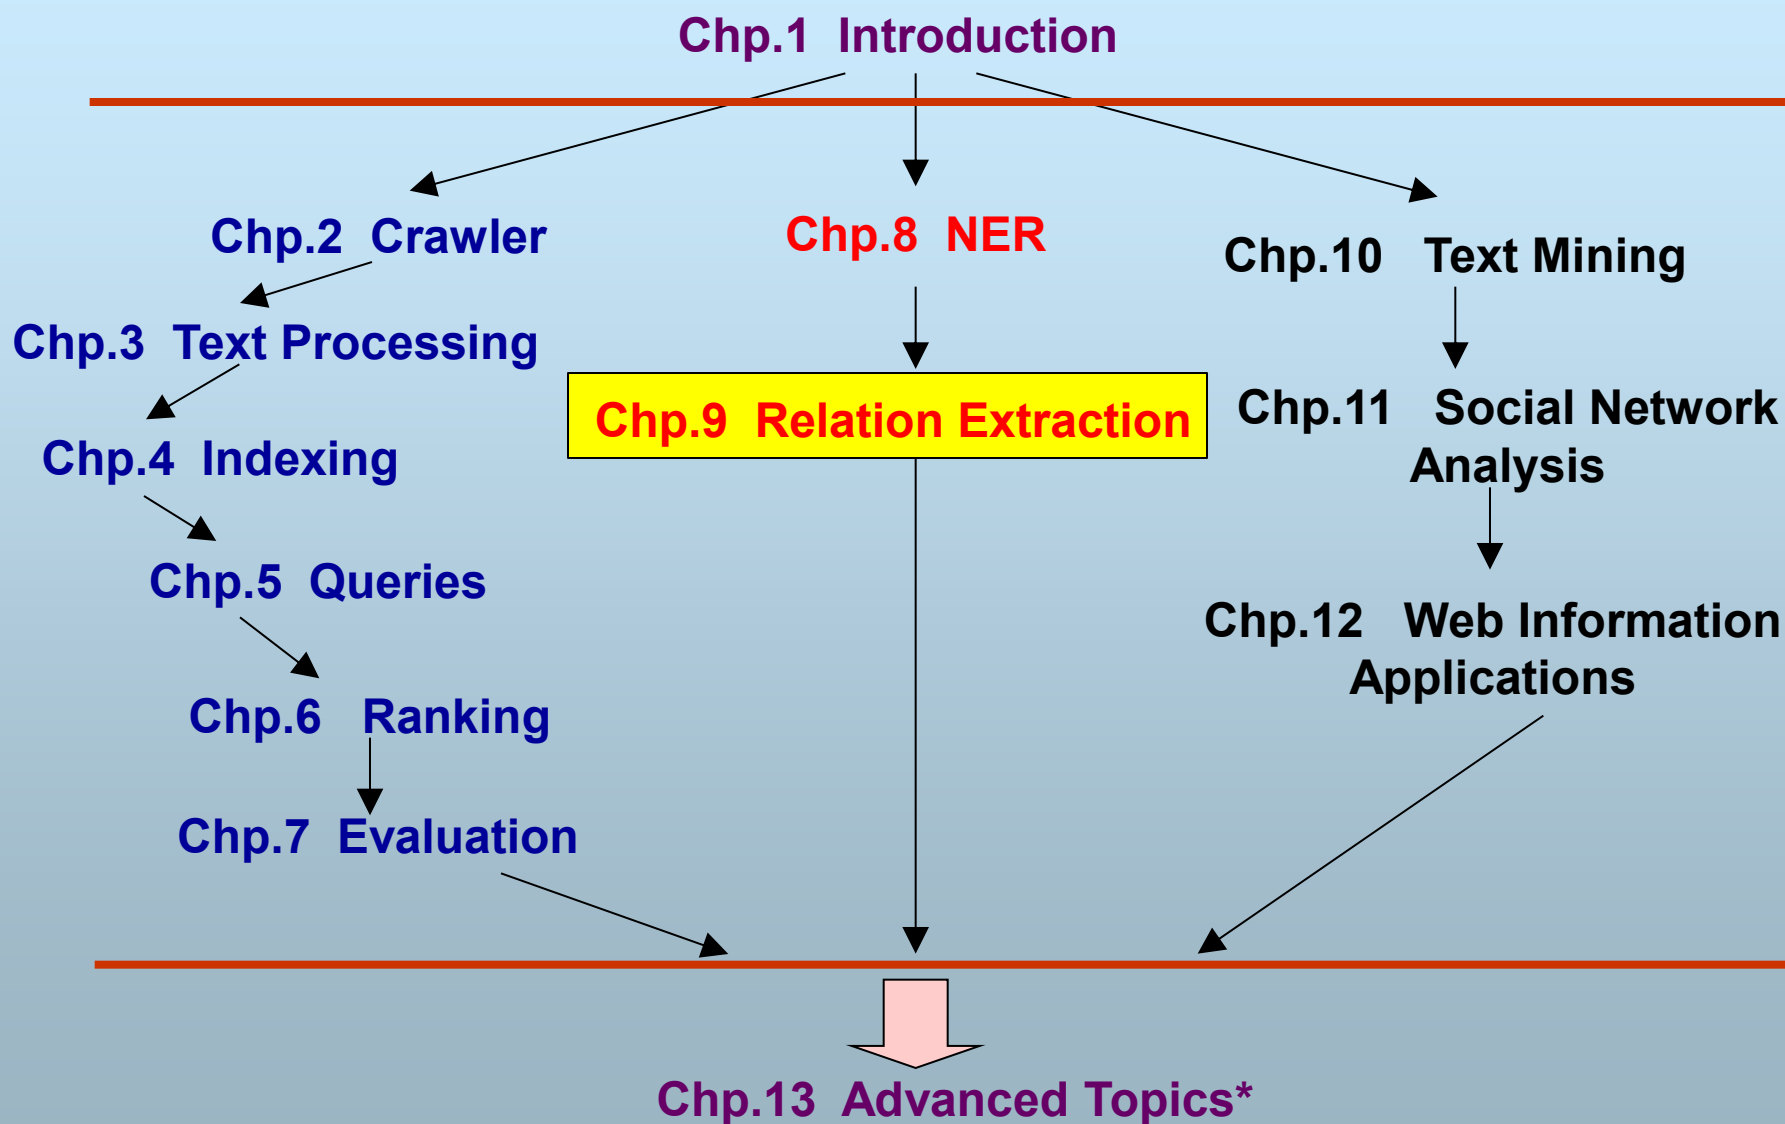 Chp.1 Introduction
Chp.2 Crawler
Chp.3 Text Processing
Chp.4 Indexing
Chp.5 Queries
Chp.6 Ranking
Chp.7 Evaluation
Chp.8 NER
Chp.9 Relation Extraction
Chp.10 Text Mining
Chp.11 Social Network
Analysis
Chp.12 Web Information
Applications
Chp.13 Advanced Topics*